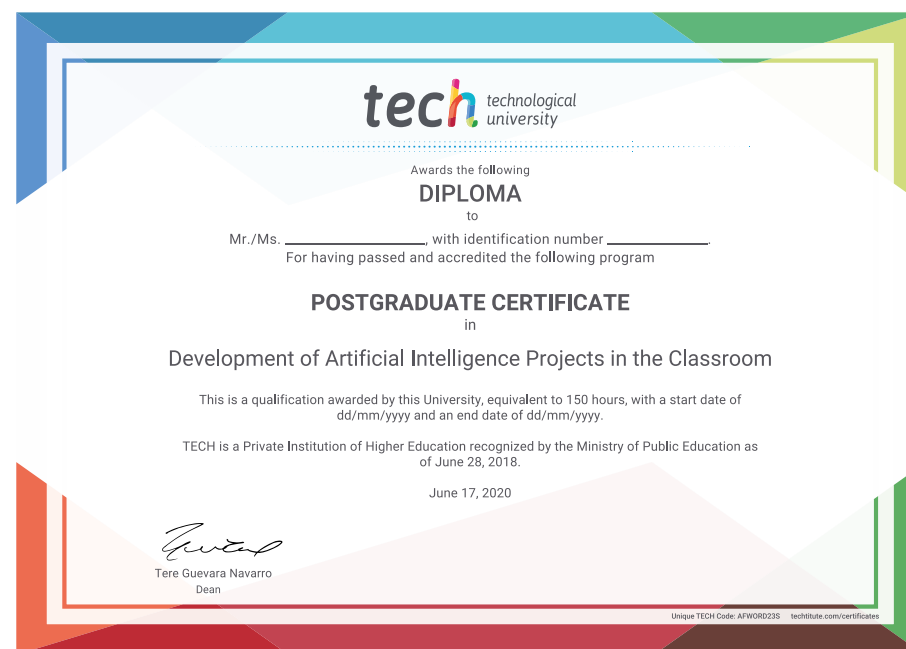 tech technological
university
Awards the following
DIPLOMA
to
Mr./Ms. ____________________, with identification number ______________.
For having passed and accredited the following program
POSTGRADUATE CERTIFICATE
in
Development of Artificial Intelligence Projects in the Classroom
This is a qualification awarded by this University, equivalent to 150 hours, with a start date of
dd/mm/yyyy and an end date of dd/mm/yyyy.
TECH is a Private Institution of Higher Education recognized by the Ministry of Public Education as
of June 28, 2018.
June 17, 2020
Tere Guevara Navarro
Dean
Unique TECH Code: AFWORD23S techtitute.com/certificates